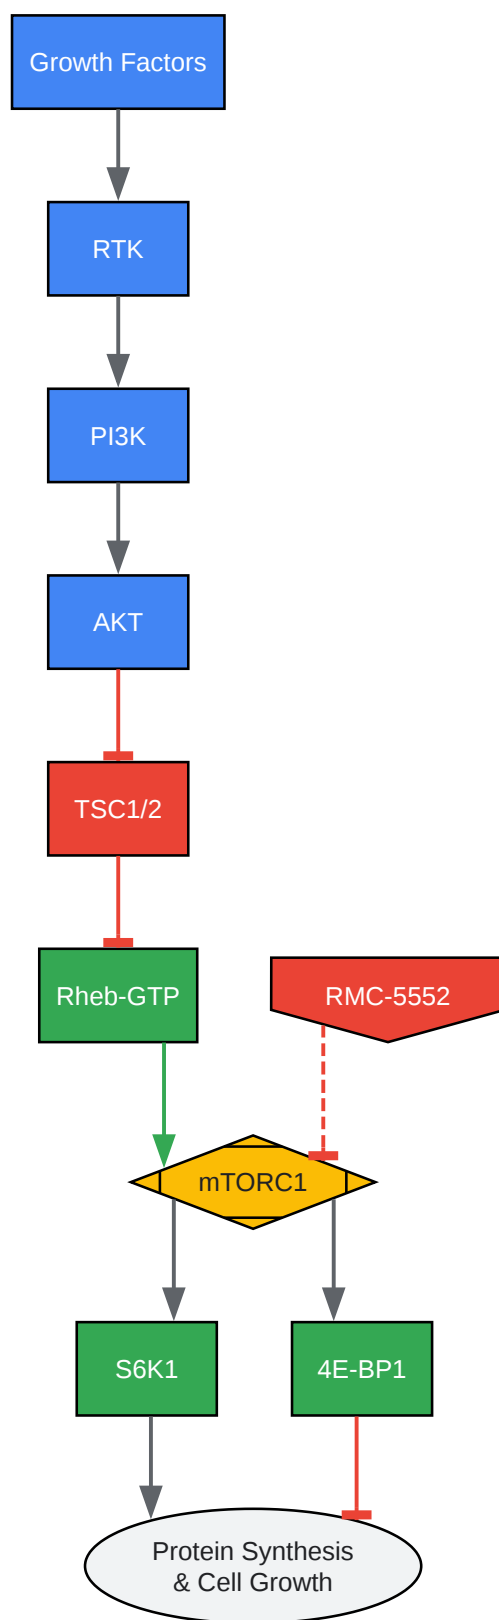 Growth Factors
RTK
PI3K
AKT
TSC1/2
Rheb-GTP
RMC-5552
mTORC1
S6K1
4E-BP1
Protein Synthesis
& Cell Growth